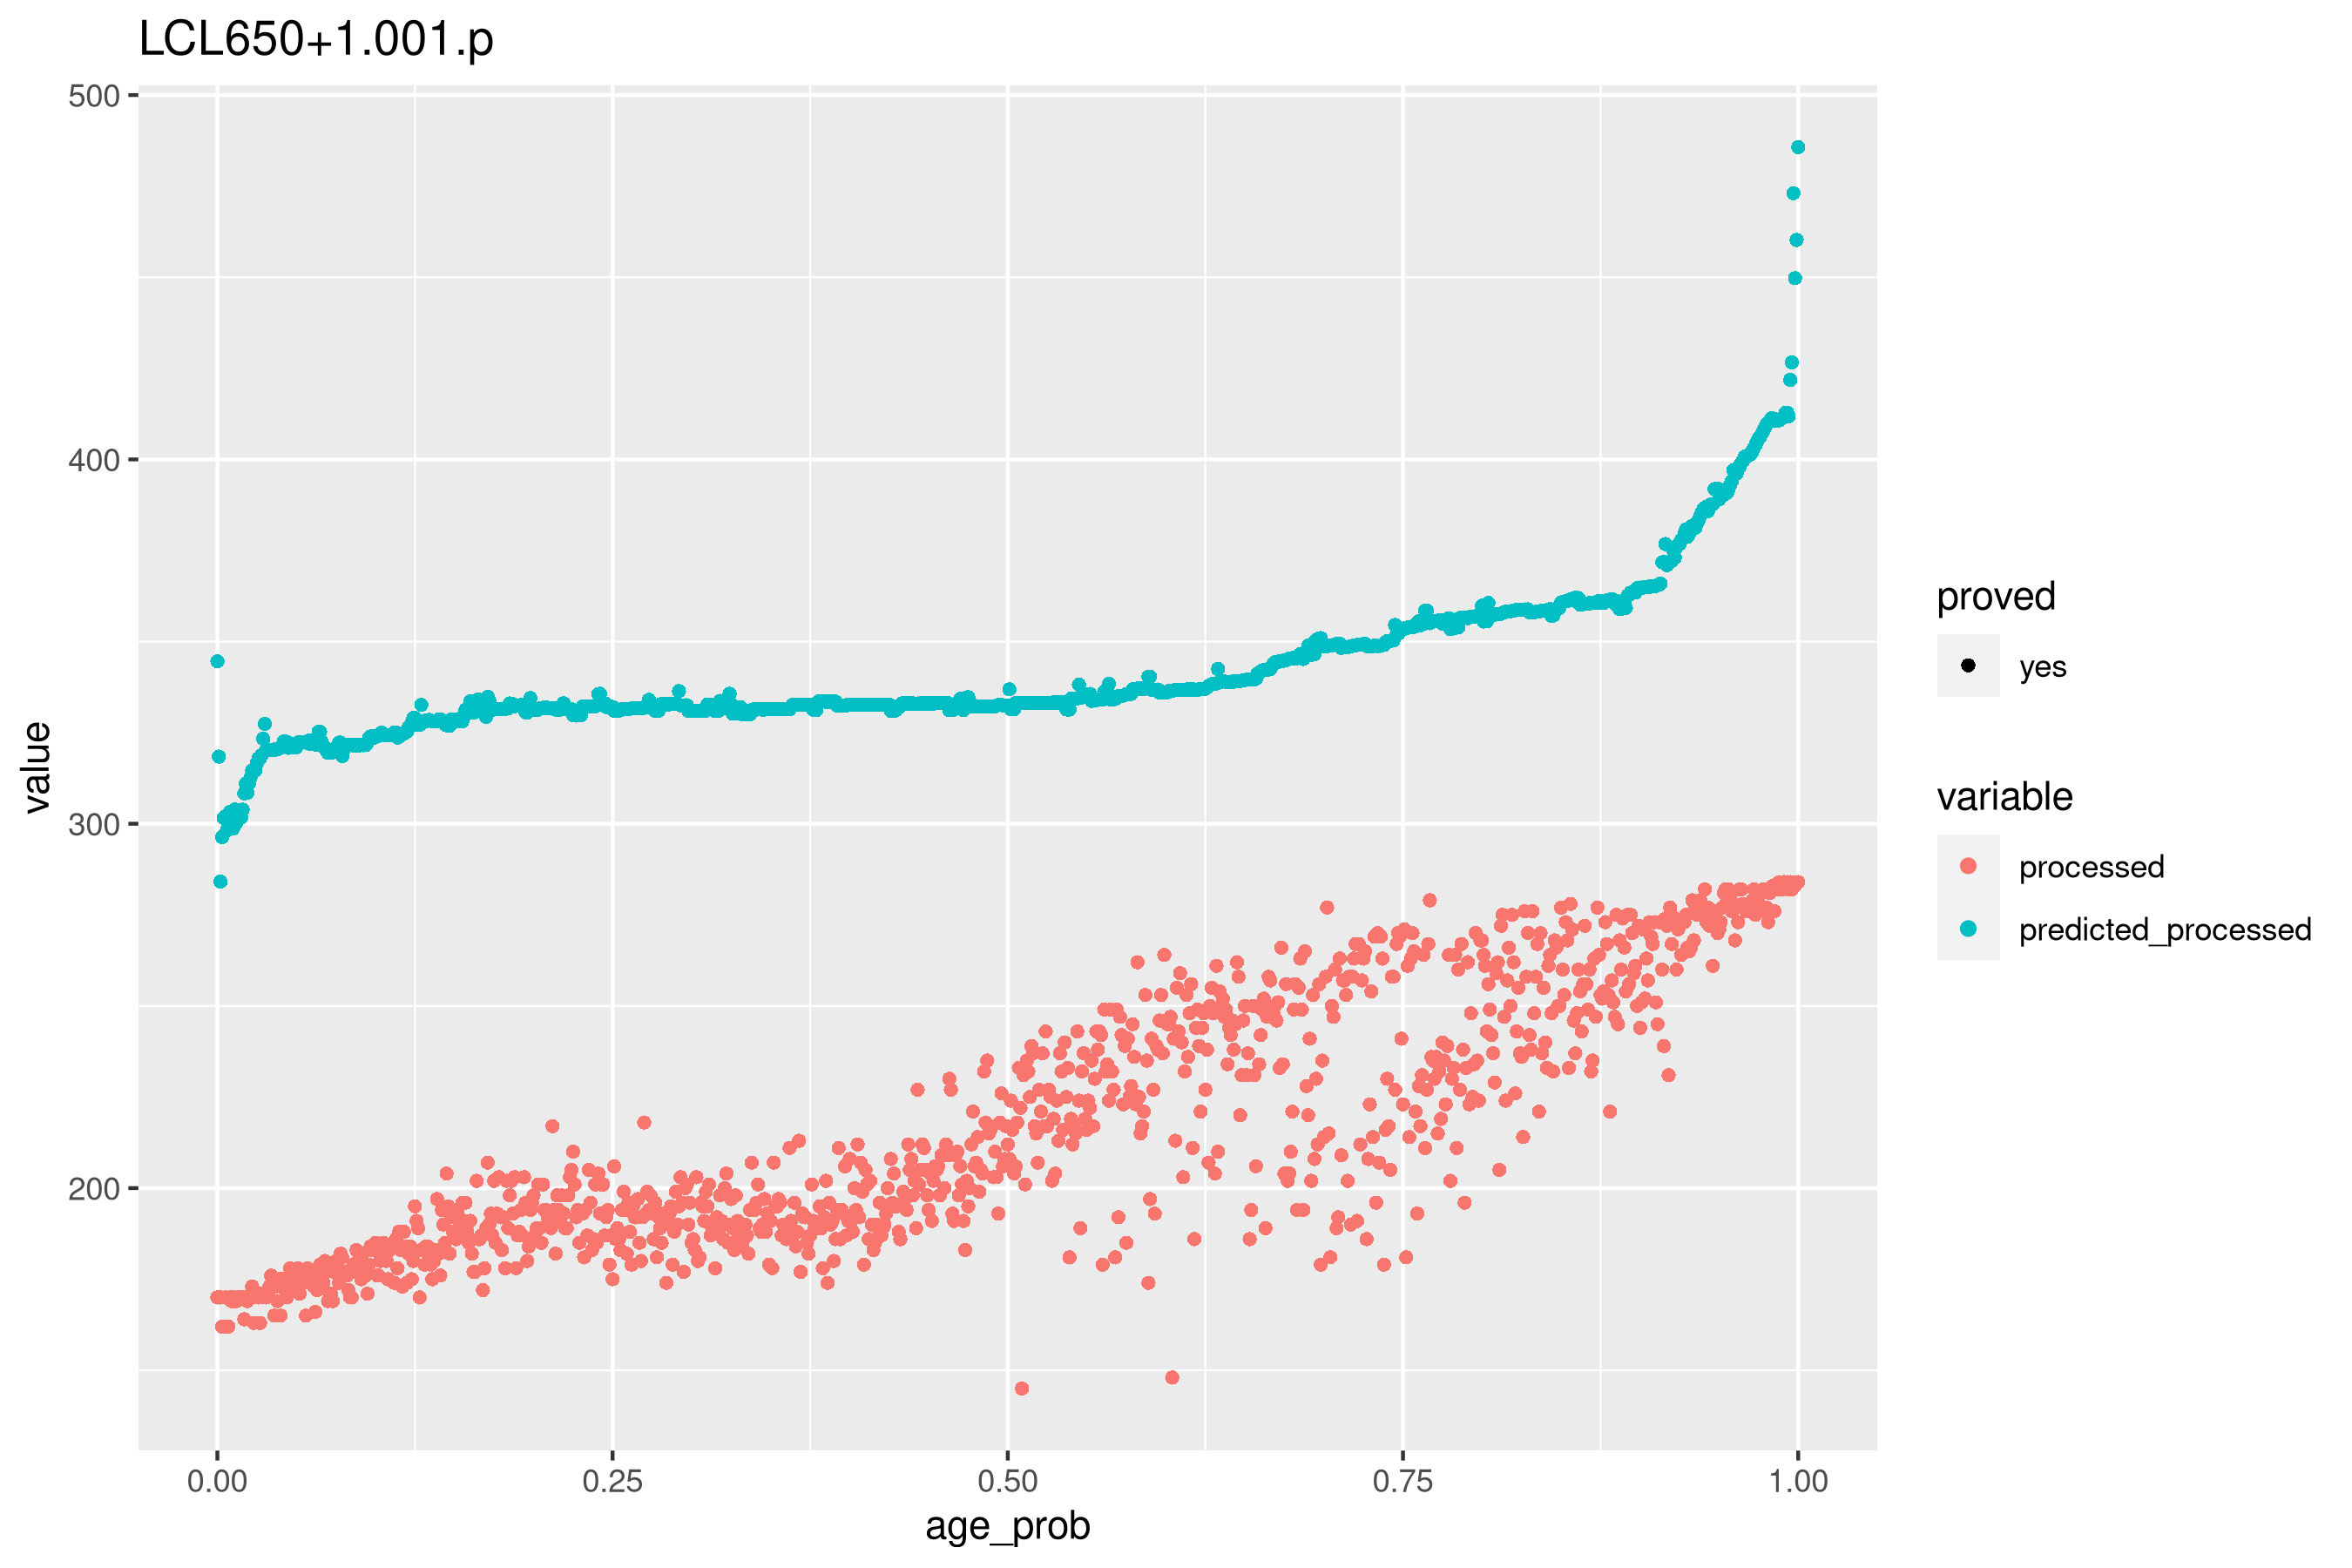 LCL650+1.001.p
500
400
300
200
value
0.00
0.25
0.50
0.75
1.00
age_prob
proved
yes
variable
processed
predicted_processed